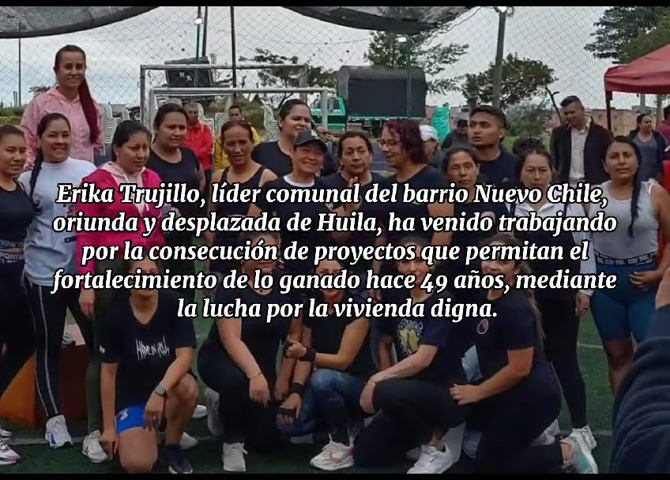 Erika Trujillo, líder comunal del barrio Nuevo Chile,
oriunda y desplazada de Huila, ha venido trabajando
por la consecución de proyectos que permitan el
fortalecimiento de lo ganado hace 49 años, mediante
la lucha por la vivienda digna.